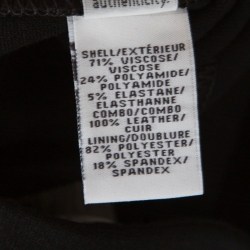 authenticity.
SHELL/EXTÉRIEUR
71% VISCOSE/
VISCOSE
24% POLYAMIDE/
POLYAMIDE
5% ELASTANE/
ELASTHANNE
COMBO/COMBO
100% LEATHER/
CUIR
LINING/DOUBLURE
82% POLYESTER/
POLYESTER
18% SPANDEX/
SPANDEX